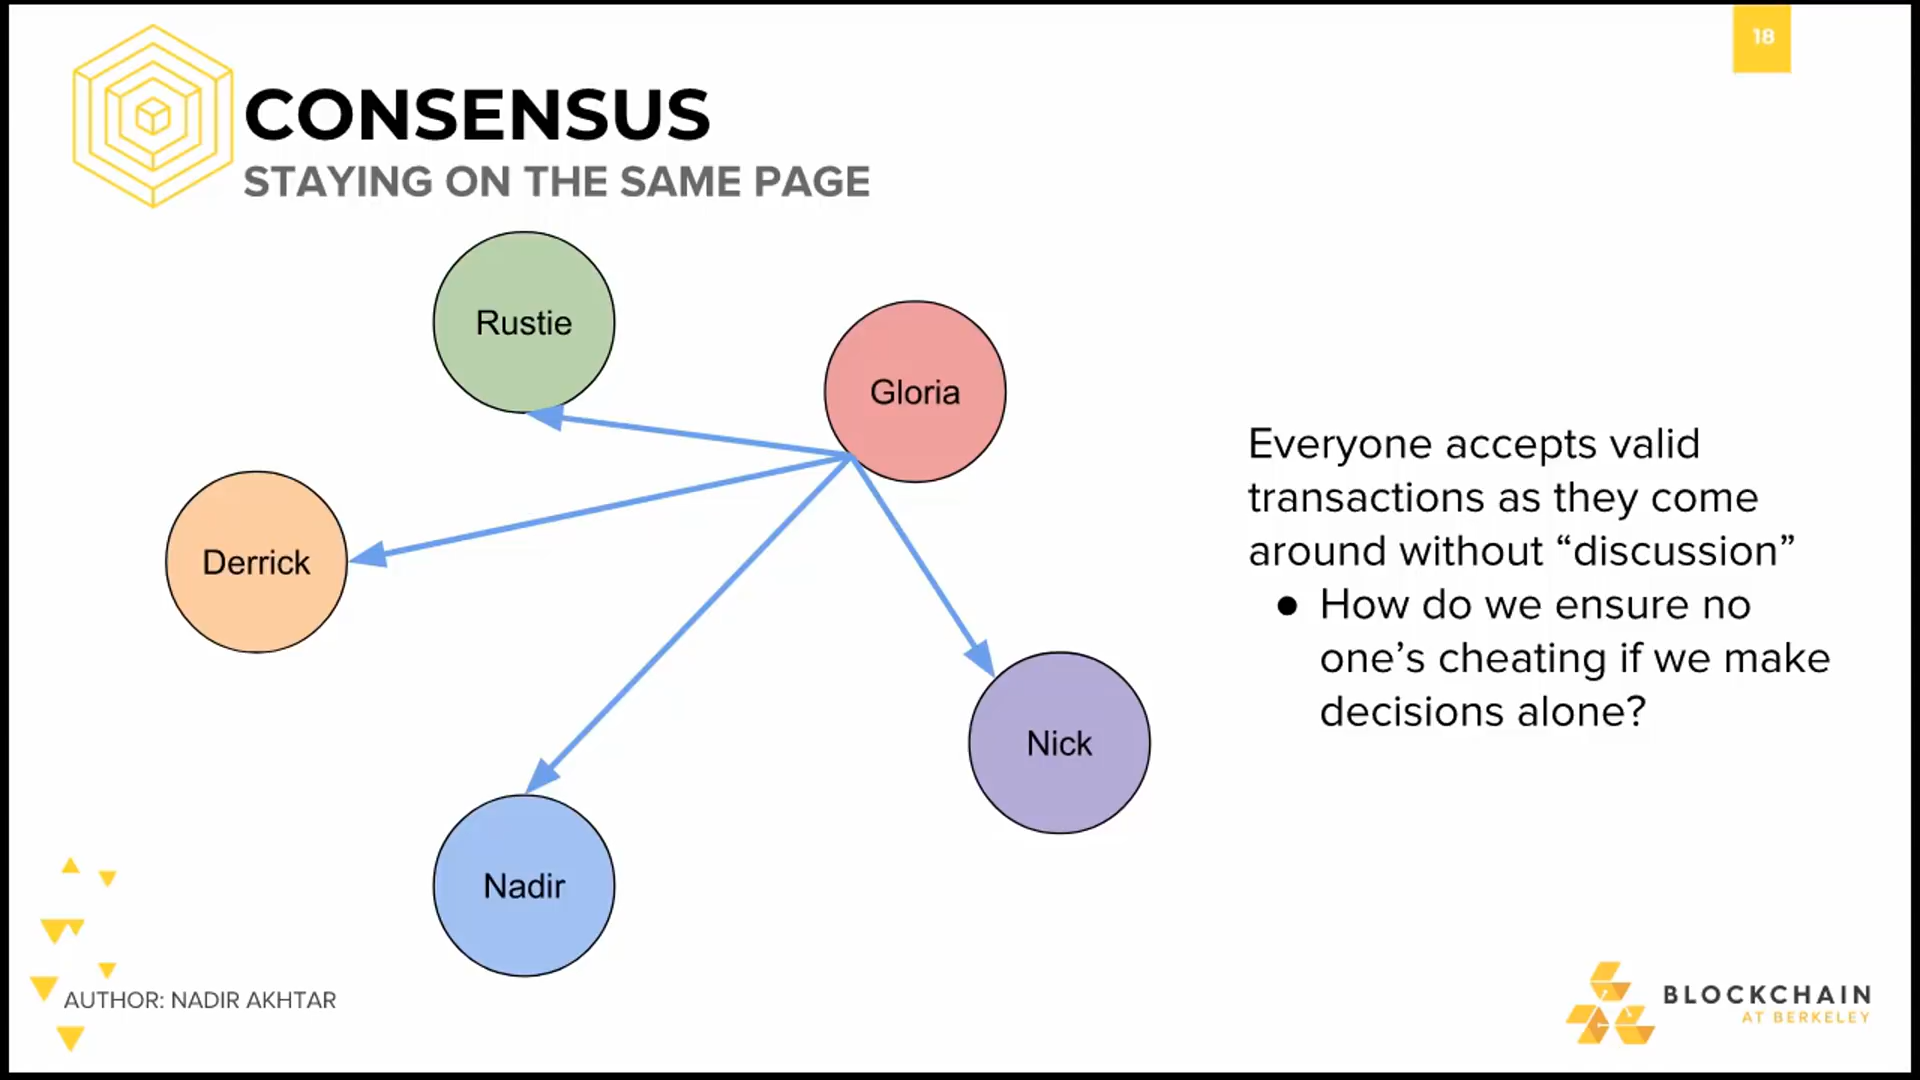 18
CONSENSUS
STAYING ON THE SAME PAGE
Rustie
Gloria
Derrick
Nick
Nadir
Everyone accepts valid
transactions as they come
around without “discussion”
● How do we ensure no
one’s cheating if we make
decisions alone?
AUTHOR: NADIR AKHTAR
BLOCKCHAIN
AT BERKELEY